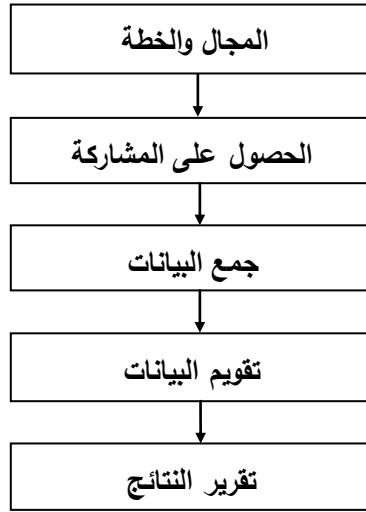 المجال والخطة
الحصول على المشاركة
جمع البيانات
تقويم البيانات
تقرير النتائج